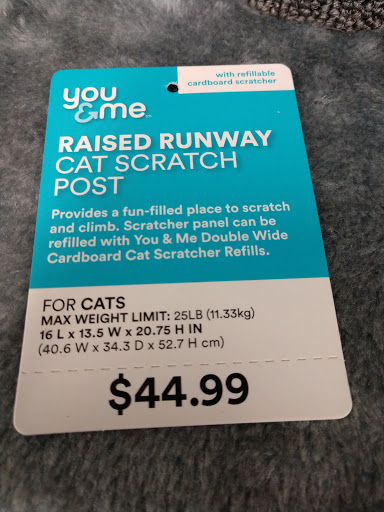 with refillable
cardboard scratcher
you
&me™
RAISED RUNWAY
CAT SCRATCH
POST
Provides a fun-filled place to scratch
and climb. Scratcher panel can be
refilled with You & Me Double Wide
Cardboard Cat Scratcher Refills.
FOR CATS
MAX WEIGHT LIMIT: 25LB (11.33kg)
16 L x 13.5 W x 20.75 H IN
(40.6 W x 34.3 D x 52.7 H cm)
$44.99